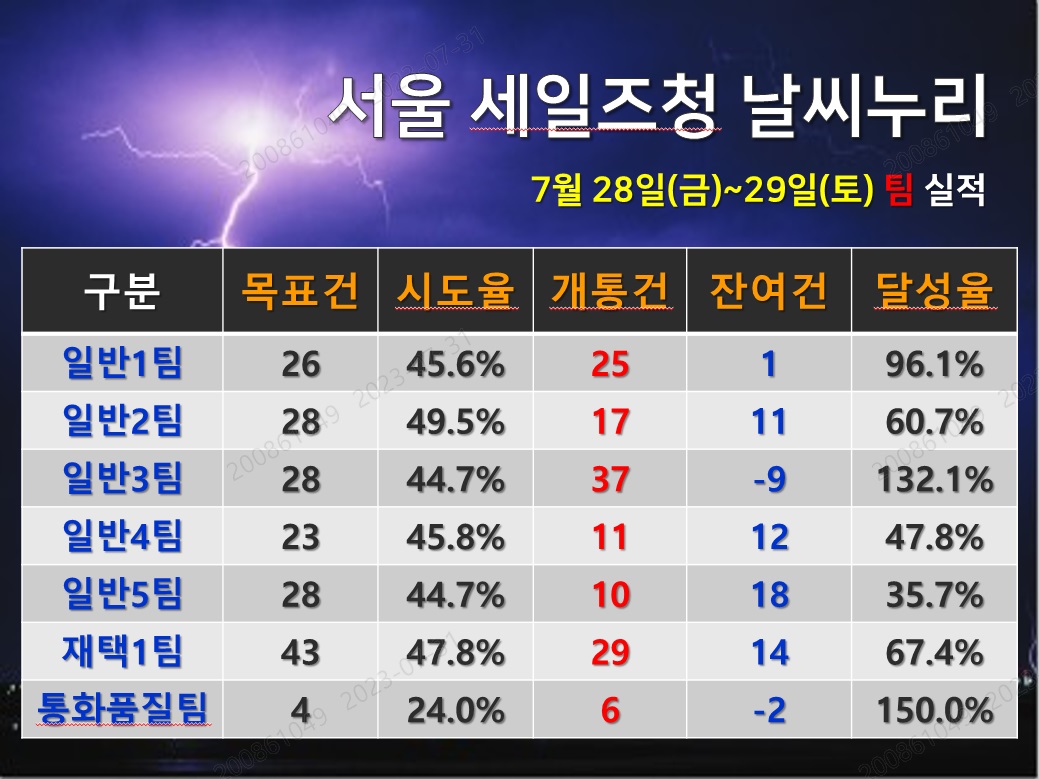 서울 세일즈청 날씨누리
7월 28일(금)~29일(토) 팀 실적
구분 목표건 시도율 개통건 잔여건 달성율
일반1팀 26 45.6% 25 1 96.1%
일반2팀 28 49.5% 17 11 60.7%
일반3팀 28 44.7% 37 -9 132.1%
일반4팀 23 45.8% 11 12 47.8%
일반5팀 28 44.7% 10 18 35.7%
재택1팀 43 47.8% 29 14 67.4%
통화품질팀 4 24.0% 6 -2 150.0%
200861049 2023-07-31